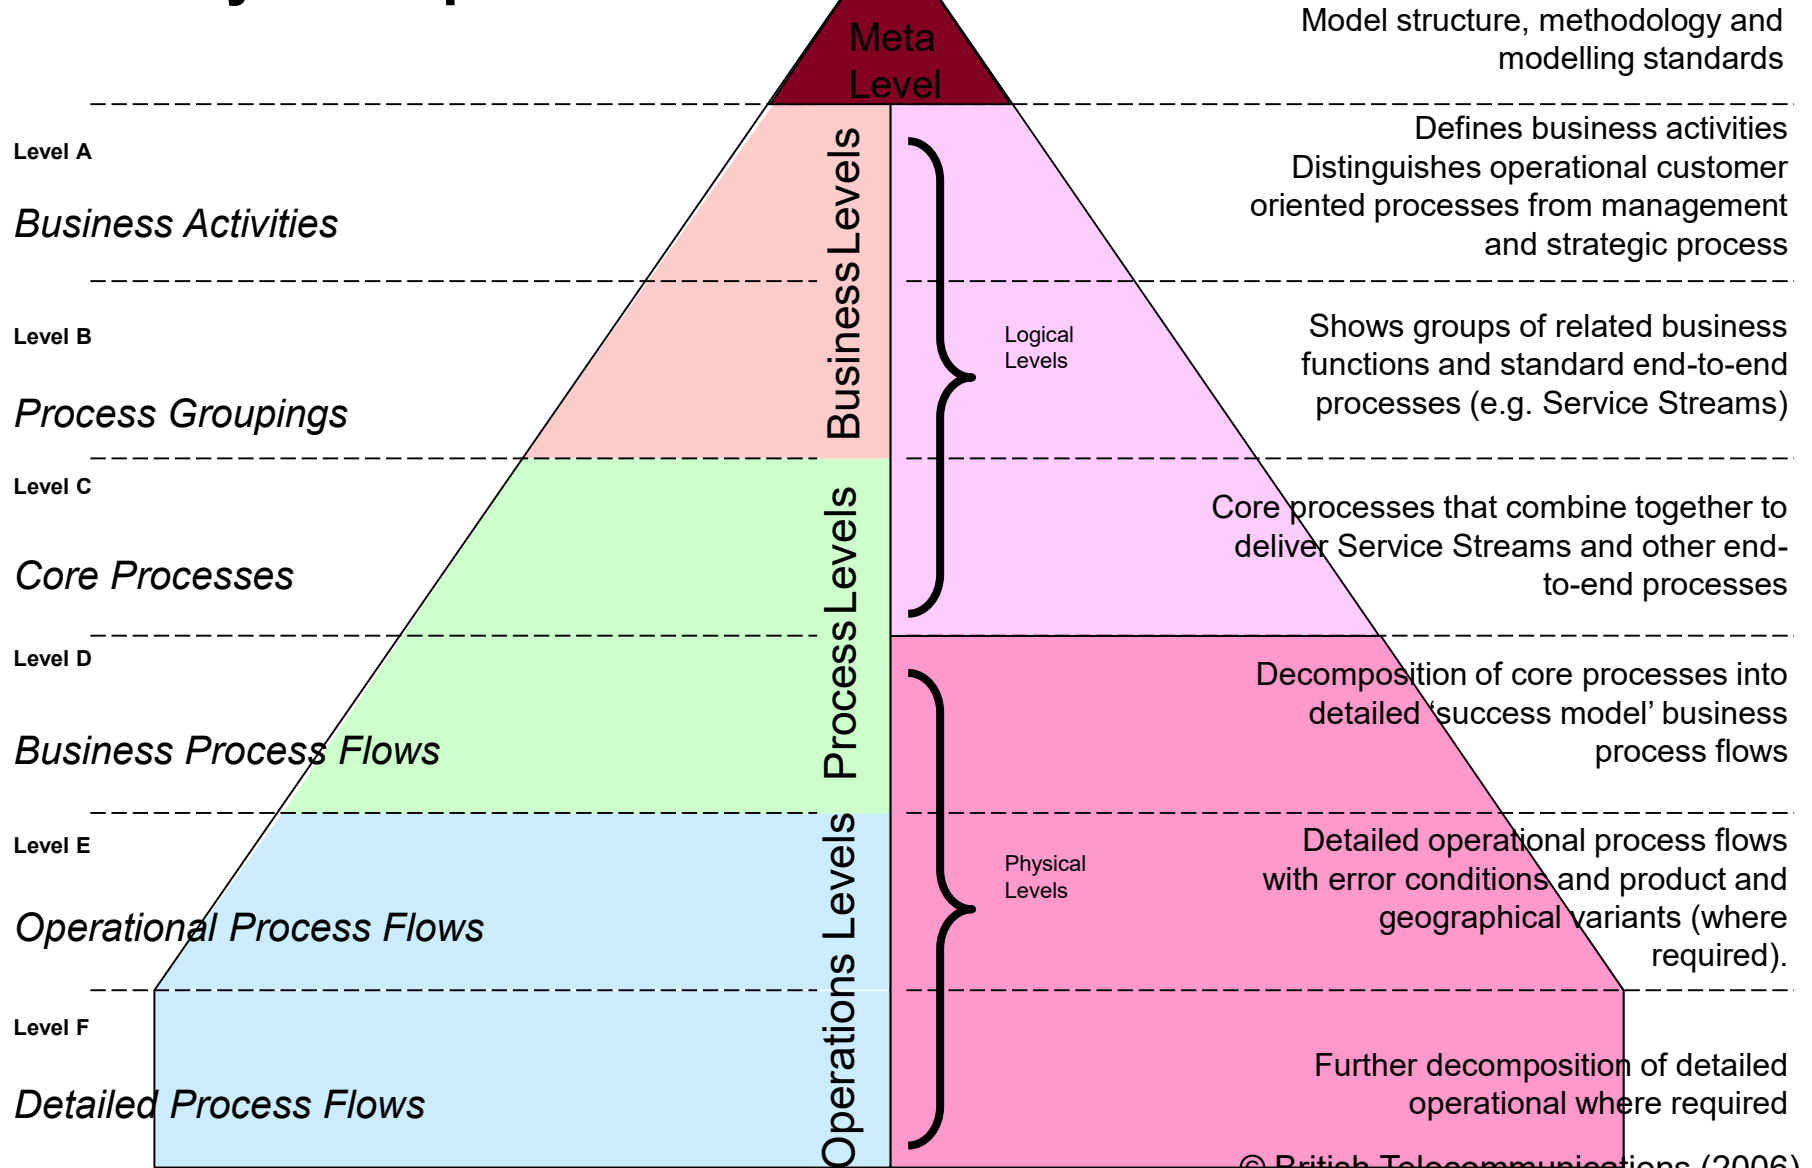 Meta
Level
Model structure, methodology and
modelling standards
Level A
Business Activities
Defines business activities
Distinguishes operational customer
oriented processes from management
and strategic process
Business Levels
Level B
Process Groupings
Logical
Levels
Shows groups of related business
functions and standard end-to-end
processes (e.g. Service Streams)
Level C
Core Processes
Core processes that combine together to
deliver Service Streams and other end-
to-end processes
Process Levels
Level D
Business Process Flows
Decomposition of core processes into
detailed ‘success model’ business
process flows
Level E
Operational Process Flows
Physical
Levels
Detailed operational process flows
with error conditions and product and
geographical variants (where
required).
Operations Levels
Level F
Detailed Process Flows
Further decomposition of detailed
operational where required
© British Telecommunications (2006)